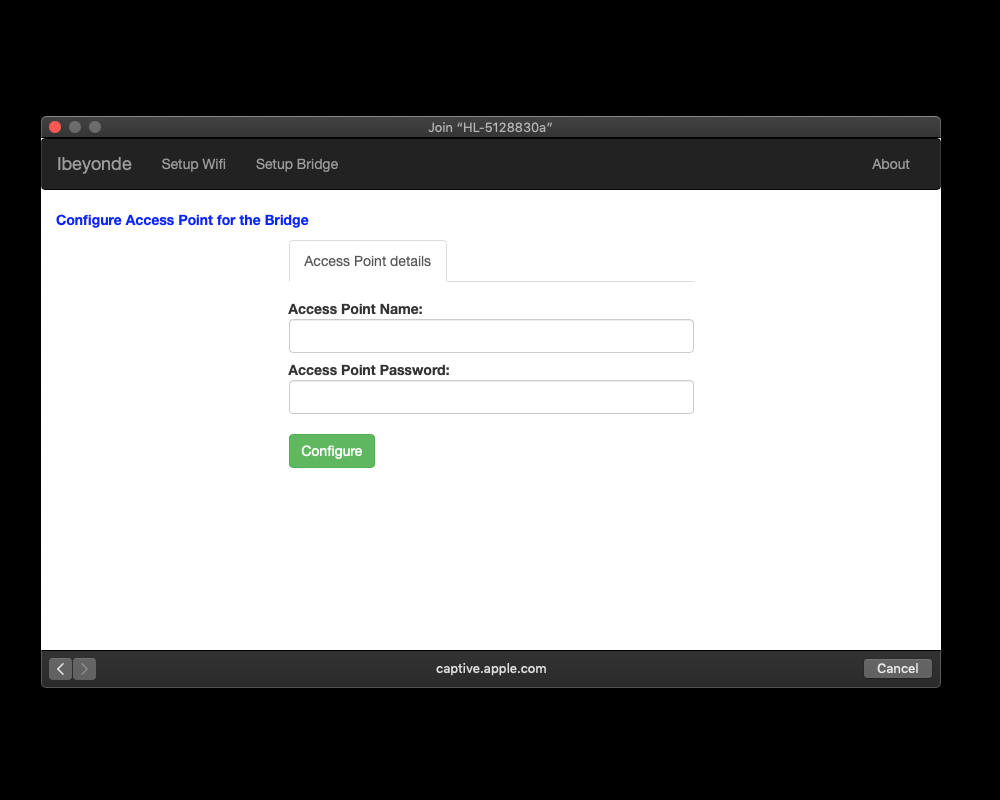 Join “HL-5128830a”
Ibeyonde Setup Wifi Setup Bridge About
Configure Access Point for the Bridge
Access Point details
Access Point Name:
Access Point Password:
Configure
captive.apple.com Cancel